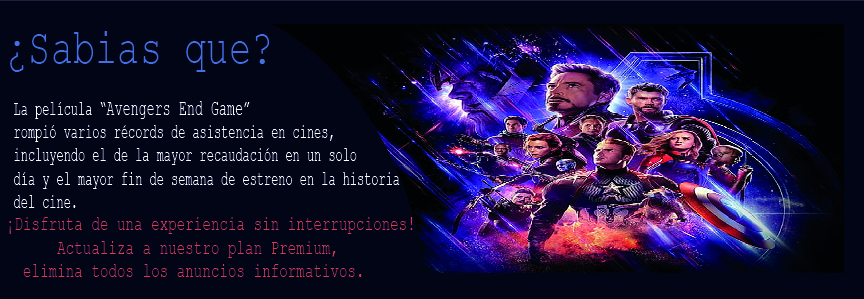 ¿Sabias que?
La película “Avengers End Game”
rompió varios récords de asistencia en cines,
incluyendo el de la mayor recaudación en un solo
día y el mayor fin de semana de estreno en la historia
del cine.
¡Disfruta de una experiencia sin interrupciones!
Actualiza a nuestro plan Premium,
elimina todos los anuncios informativos.